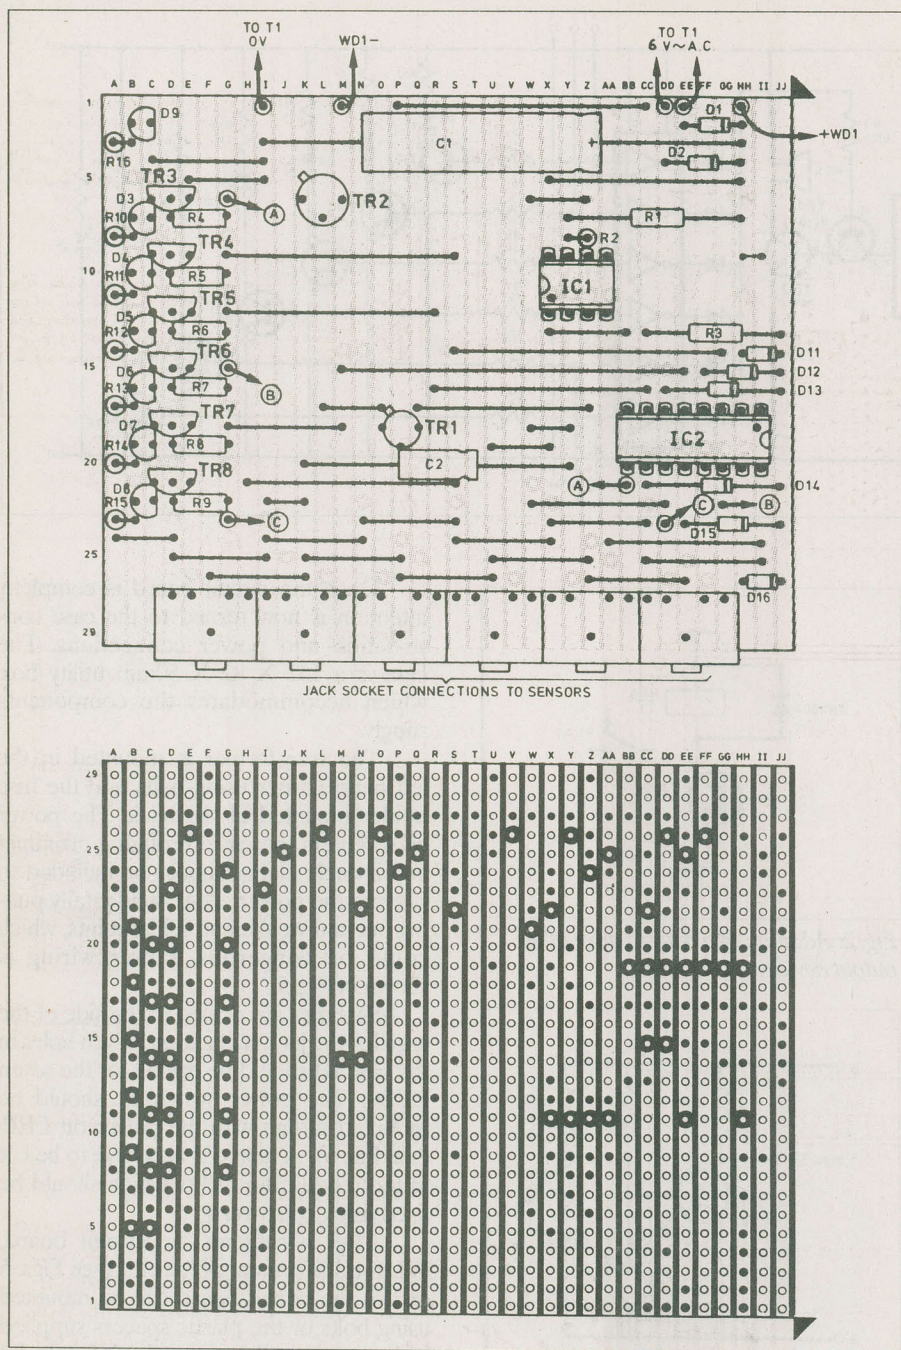 TO T1
0V
WD1-
TO T1
6 V~A.C.
A B C D E F G H I J K L M N O P Q R S T U V W X Y Z AA BB CC DD EE FF GG HH II JJ
1
D9
C1
+
D1
+WD1
R16
D2
5
TR3
D3
TR2
R10
R4
A
R1
TR4
R2
D4
10
R11
R5
IC1
TR5
D5
R12
R6
R3
TR6
D11
15
D6
D12
R13
R7
B
D13
TR7
D7
TR1
IC2
R14
R8
20
TR8
C2
D8
A
D14
R15
R9
C
C
B
D15
25
D16
29
JACK SOCKET CONNECTIONS TO SENSORS
A B C D E F G H I J K L M N O P Q R S T U V W X Y Z AA BB CC DD EE FF GG HH II JJ
29
25
20
15
10
5
1